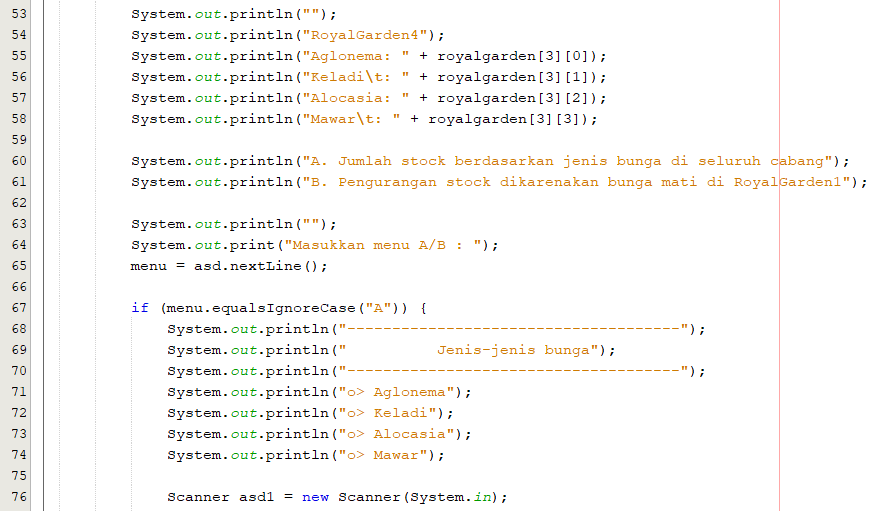 53 System.out.println("");
54 System.out.println("RoyalGarden4");
55 System.out.println("Aglonema: " + royalgarden[3][0]);
56 System.out.println("Keladi\t: " + royalgarden[3][1]);
57 System.out.println("Alocasia: " + royalgarden[3][2]);
58 System.out.println("Mawar\t: " + royalgarden[3][3]);
59
60 System.out.println("A. Jumlah stock berdasarkan jenis bunga di seluruh cabang");
61 System.out.println("B. Pengurangan stock dikarenakan bunga mati di RoyalGarden1");
62
63 System.out.println("");
64 System.out.print("Masukkan menu A/B : ");
65 menu = asd.nextLine();
66
67 if (menu.equalsIgnoreCase("A")) {
68 System.out.println("-------------------------------------");
69 System.out.println("          Jenis-jenis bunga");
70 System.out.println("-------------------------------------");
71 System.out.println("o> Aglonema");
72 System.out.println("o> Keladi");
73 System.out.println("o> Alocasia");
74 System.out.println("o> Mawar");
75
76 Scanner asd1 = new Scanner(System.in);